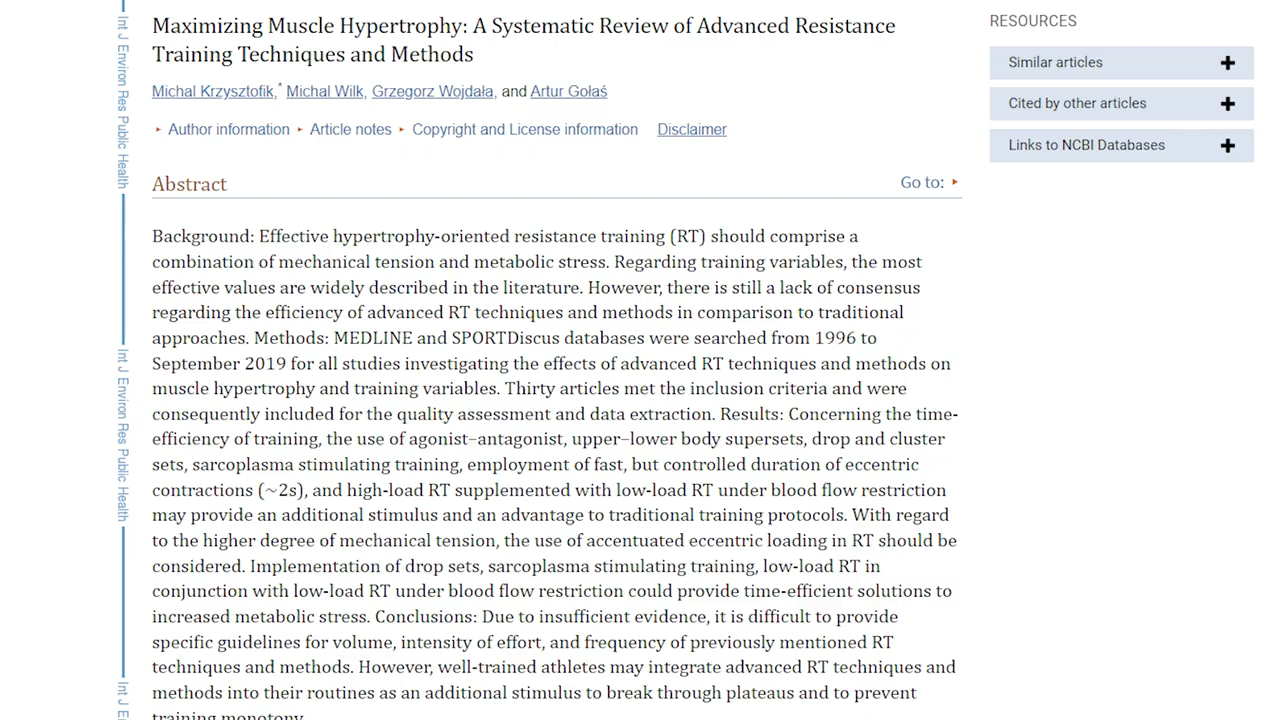 Maximizing Muscle Hypertrophy: A Systematic Review of Advanced Resistance
Training Techniques and Methods
Michal Krzysztofik,* Michal Wilk, Grzegorz Wojdała, and Artur Gołaś
Author information Article notes Copyright and License information Disclaimer
Abstract
Go to:
Background: Effective hypertrophy-oriented resistance training (RT) should comprise a
combination of mechanical tension and metabolic stress. Regarding training variables, the most
effective values are widely described in the literature. However, there is still a lack of consensus
regarding the efficiency of advanced RT techniques and methods in comparison to traditional
approaches. Methods: MEDLINE and SPORTDiscus databases were searched from 1996 to
September 2019 for all studies investigating the effects of advanced RT techniques and methods on
muscle hypertrophy and training variables. Thirty articles met the inclusion criteria and were
consequently included for the quality assessment and data extraction. Results: Concerning the time-
efficiency of training, the use of agonist–antagonist, upper–lower body supersets, drop and cluster
sets, sarcoplasma stimulating training, employment of fast, but controlled duration of eccentric
contractions (~2s), and high-load RT supplemented with low-load RT under blood flow restriction
may provide an additional stimulus and an advantage to traditional training protocols. With regard
to the higher degree of mechanical tension, the use of accentuated eccentric loading in RT should be
considered. Implementation of drop sets, sarcoplasma stimulating training, low-load RT in
conjunction with low-load RT under blood flow restriction could provide time-efficient solutions to
increased metabolic stress. Conclusions: Due to insufficient evidence, it is difficult to provide
specific guidelines for volume, intensity of effort, and frequency of previously mentioned RT
techniques and methods. However, well-trained athletes may integrate advanced RT techniques and
methods into their routines as an additional stimulus to break through plateaus and to prevent
training monotony.
RESOURCES
Similar articles
Cited by other articles
Links to NCBI Databases
Int J Environ Res Public Health
Int J Environ Res Public Health
Int J E